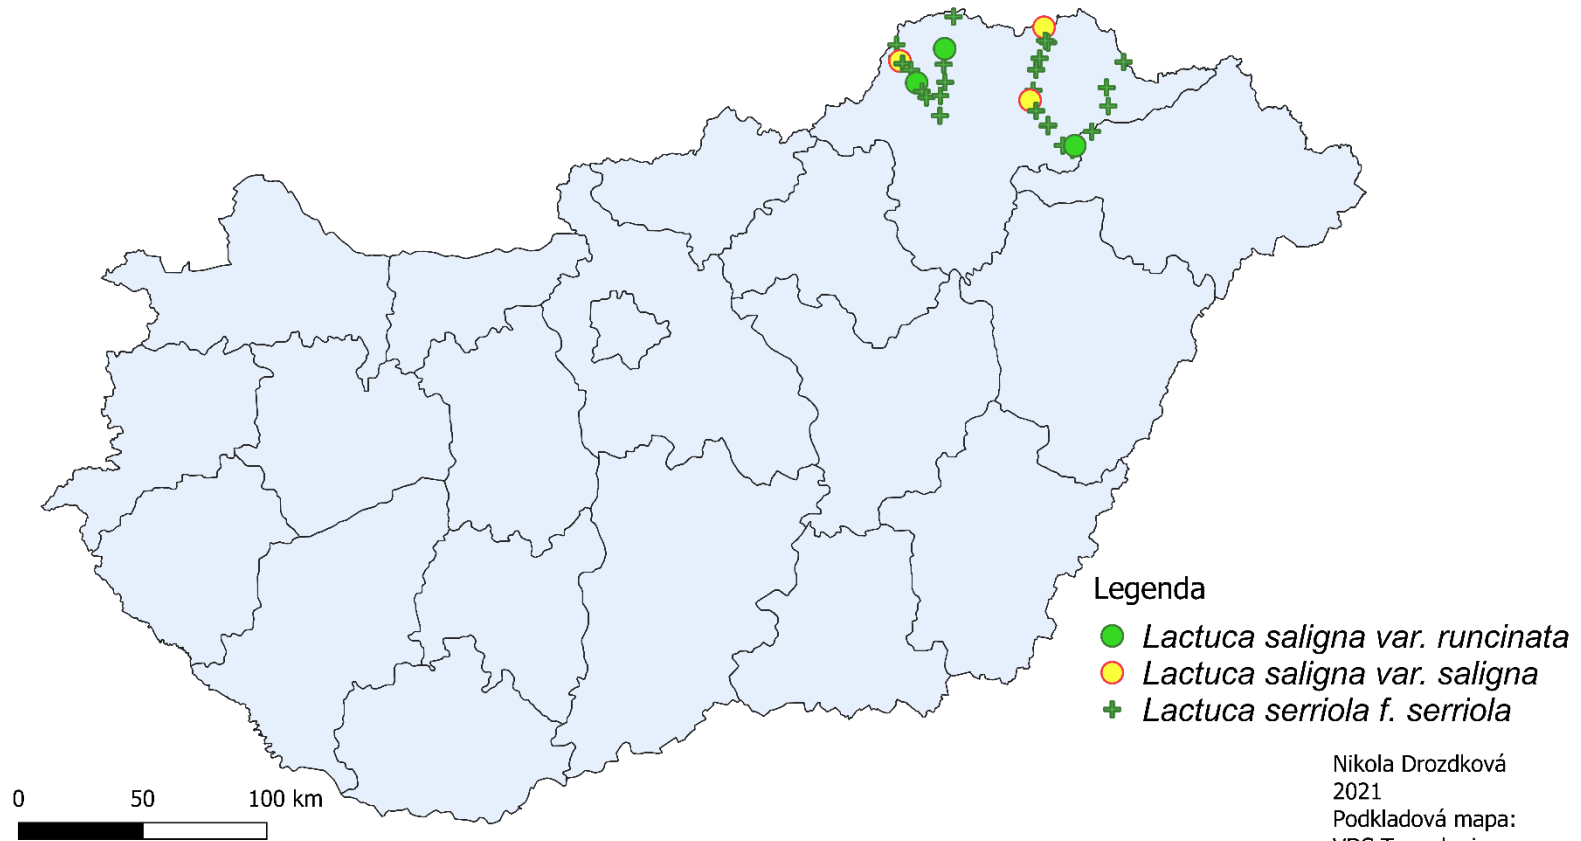 Legenda
Lactuca saligna var. runcinata
Lactuca saligna var. saligna
Lactuca serriola f. serriola
Nikola Drozdková
2021
Podkladová mapa:
0 50 100 km